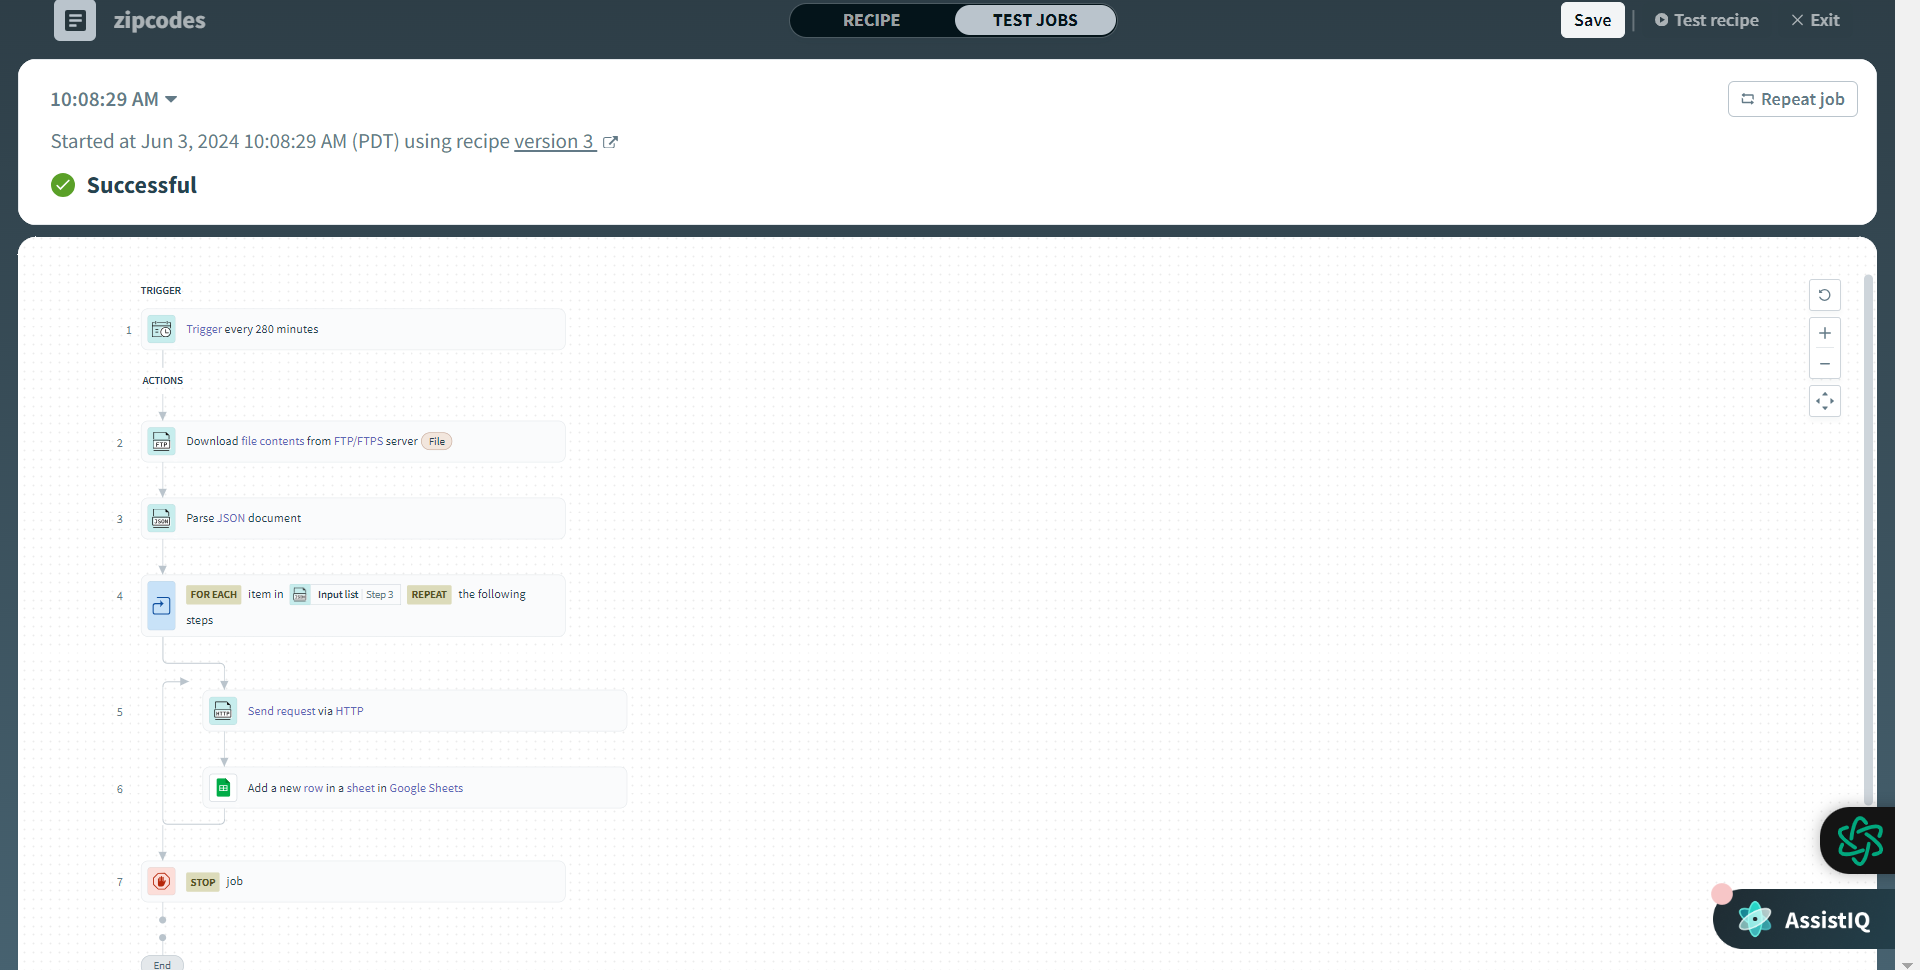 zipcodes
RECIPE
TEST JOBS
Save
Test recipe
Exit
10:08:29 AM
Repeat job
Started at Jun 3, 2024 10:08:29 AM (PDT) using recipe version 3
Successful
TRIGGER
1
Trigger every 280 minutes
ACTIONS
2
FTP
Download file contents from FTP/FTPS server File
3
JSON
Parse JSON document
4
FOR EACH item in JSON Input list Step 3 REPEAT the following
steps
5
HTTP
Send request via HTTP
6
Add a new row in a sheet in Google Sheets
7
STOP job
End
AssistIQ